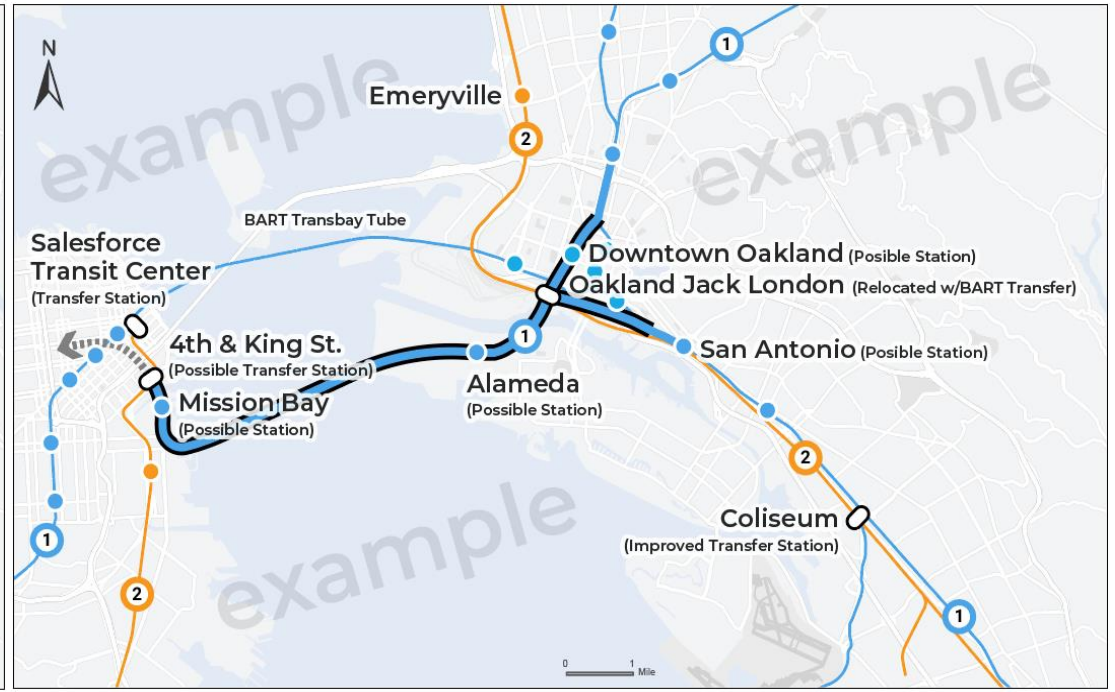 N
example
example
example
1
Emeryville
2
BART Transbay Tube
Salesforce
Transit Center
(Transfer Station)
Downtown Oakland (Posible Station)
Oakland Jack London (Relocated w/BART Transfer)
4th & King St.
(Possible Transfer Station)
1
San Antonio (Posible Station)
Mission Bay
(Possible Station)
Alameda
(Possible Station)
2
Coliseum
(Improved Transfer Station)
1
2
1
0 1
Mile